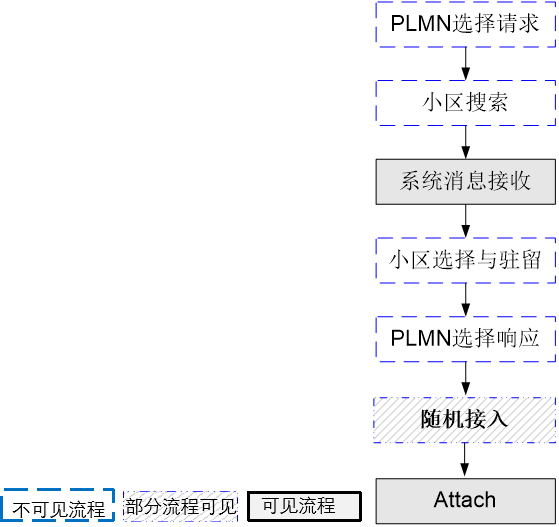 PLMN选择请求
小区搜索
系统消息接收
小区选择与驻留
PLMN选择响应
随机接入
Attach
不可见流程
部分流程可见
可见流程